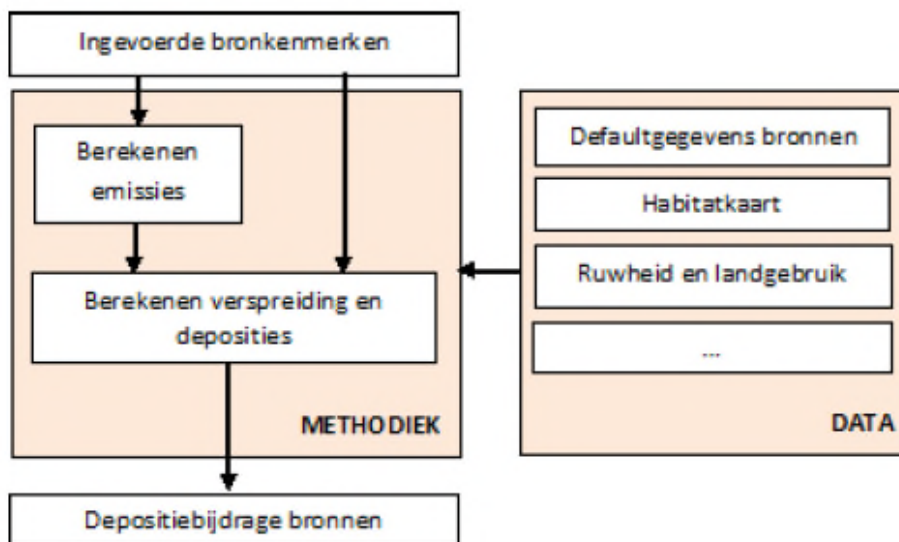 Ingevoerde bronkenmerken
Berekenen
emissies
Berekenen verspreiding en
deposities
METHODIEK
Defaultgegevens bronnen
Habitatkaart
Ruwheid en landgebruik
...
DATA
Depositiebijdrage bronnen